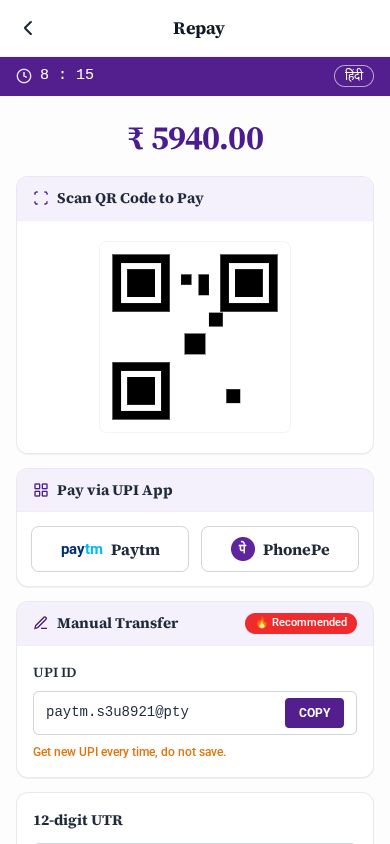 Repay
8 : 15
हिंदी
₹ 5940.00
Scan QR Code to Pay
Pay via UPI App
paytm Paytm
पे PhonePe
Manual Transfer
🔥 Recommended
UPI ID
paytm.s3u8921@pty
COPY
Get new UPI every time, do not save.
12-digit UTR